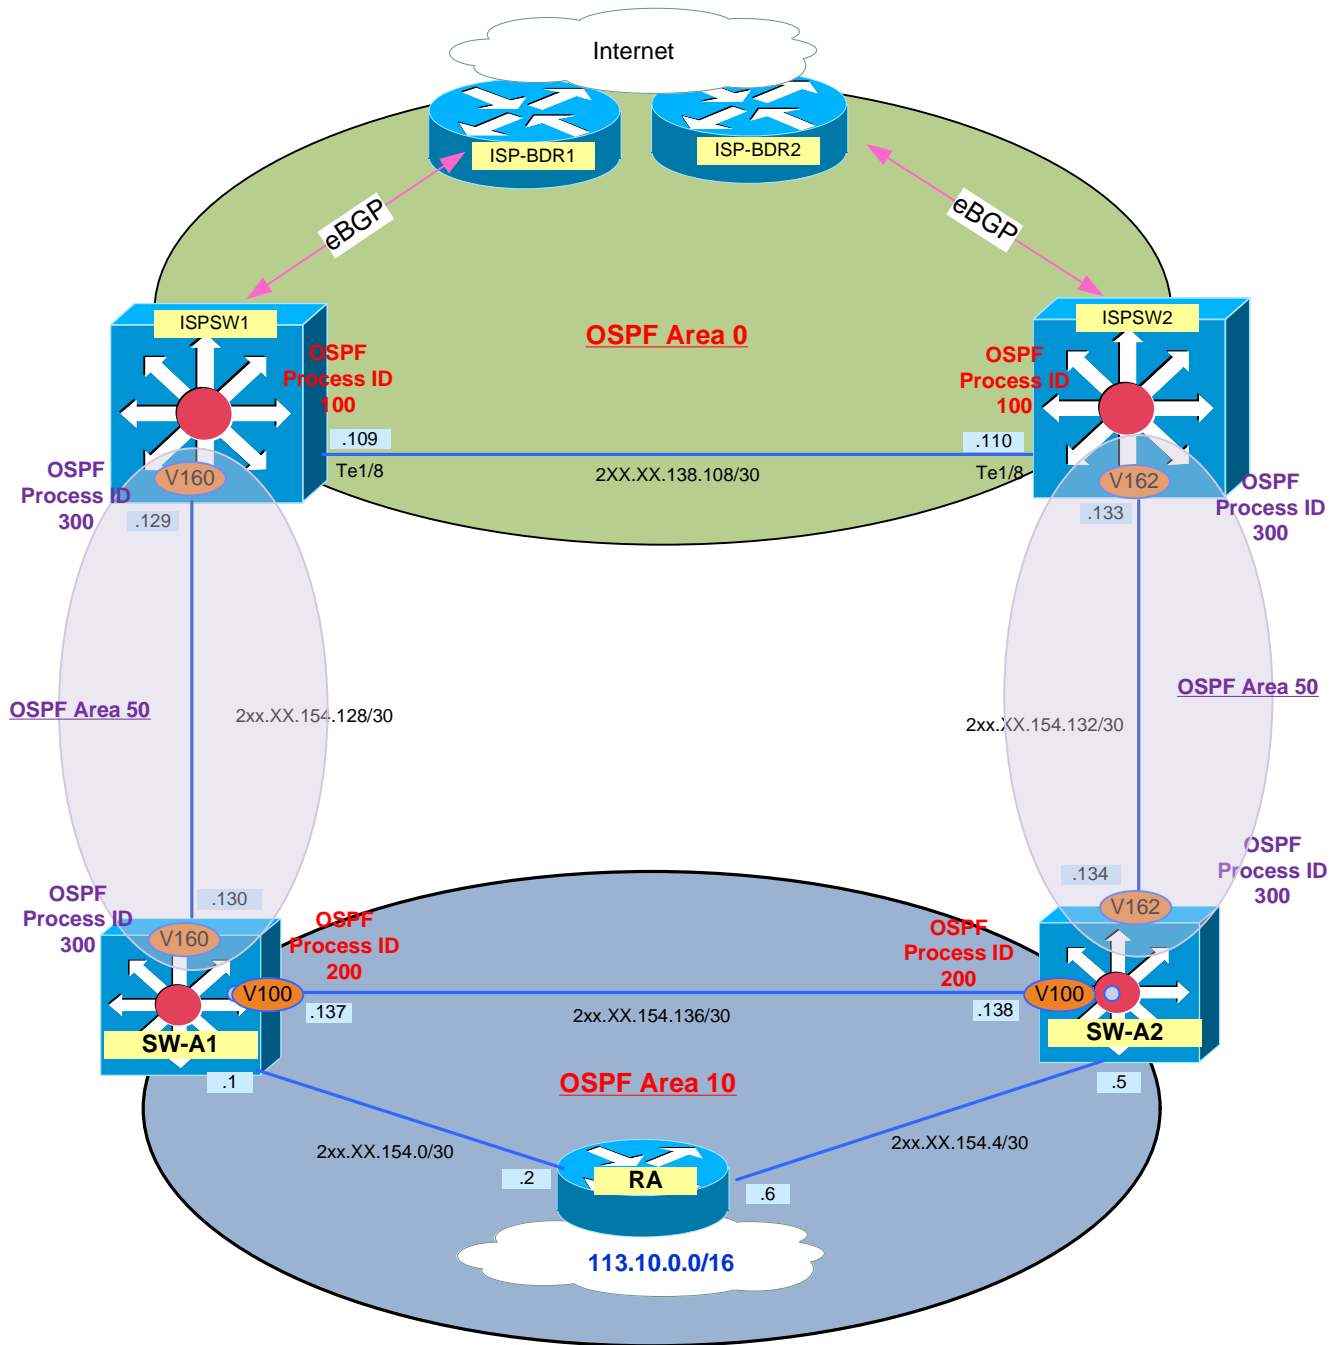 Internet
ISP-BDR1
ISP-BDR2
eBGP
eBGP
ISPSW1
ISPSW2
OSPF Area 0
OSPF
Process ID
100
OSPF
Process ID
100
.109
.110
Te1/8
2XX.XX.138.108/30
Te1/8
OSPF
Process ID
300
V160
.129
V162
.133
OSPF
Process ID
300
OSPF Area 50
2xx.XX.154.128/30
2xx.XX.154.132/30
OSPF Area 50
.130
.134
OSPF
Process ID
300
OSPF
Process ID
300
V160
V162
OSPF
Process ID
200
OSPF
Process ID
200
V100
.137
2xx.XX.154.136/30
.138
V100
SW-A1
SW-A2
.1
.5
OSPF Area 10
2xx.XX.154.0/30
2xx.XX.154.4/30
.2
RA
.6
113.10.0.0/16